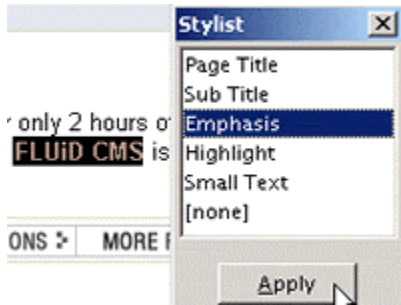 Stylist
Page Title
Sub Title
Emphasis
Highlight
Small Text
[none]
Apply
only 2 hours
FLUiD CMS is
ONS > MORE